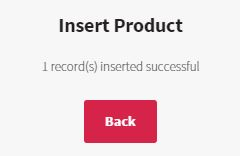 Insert Product
1 record(s) inserted successful
Back